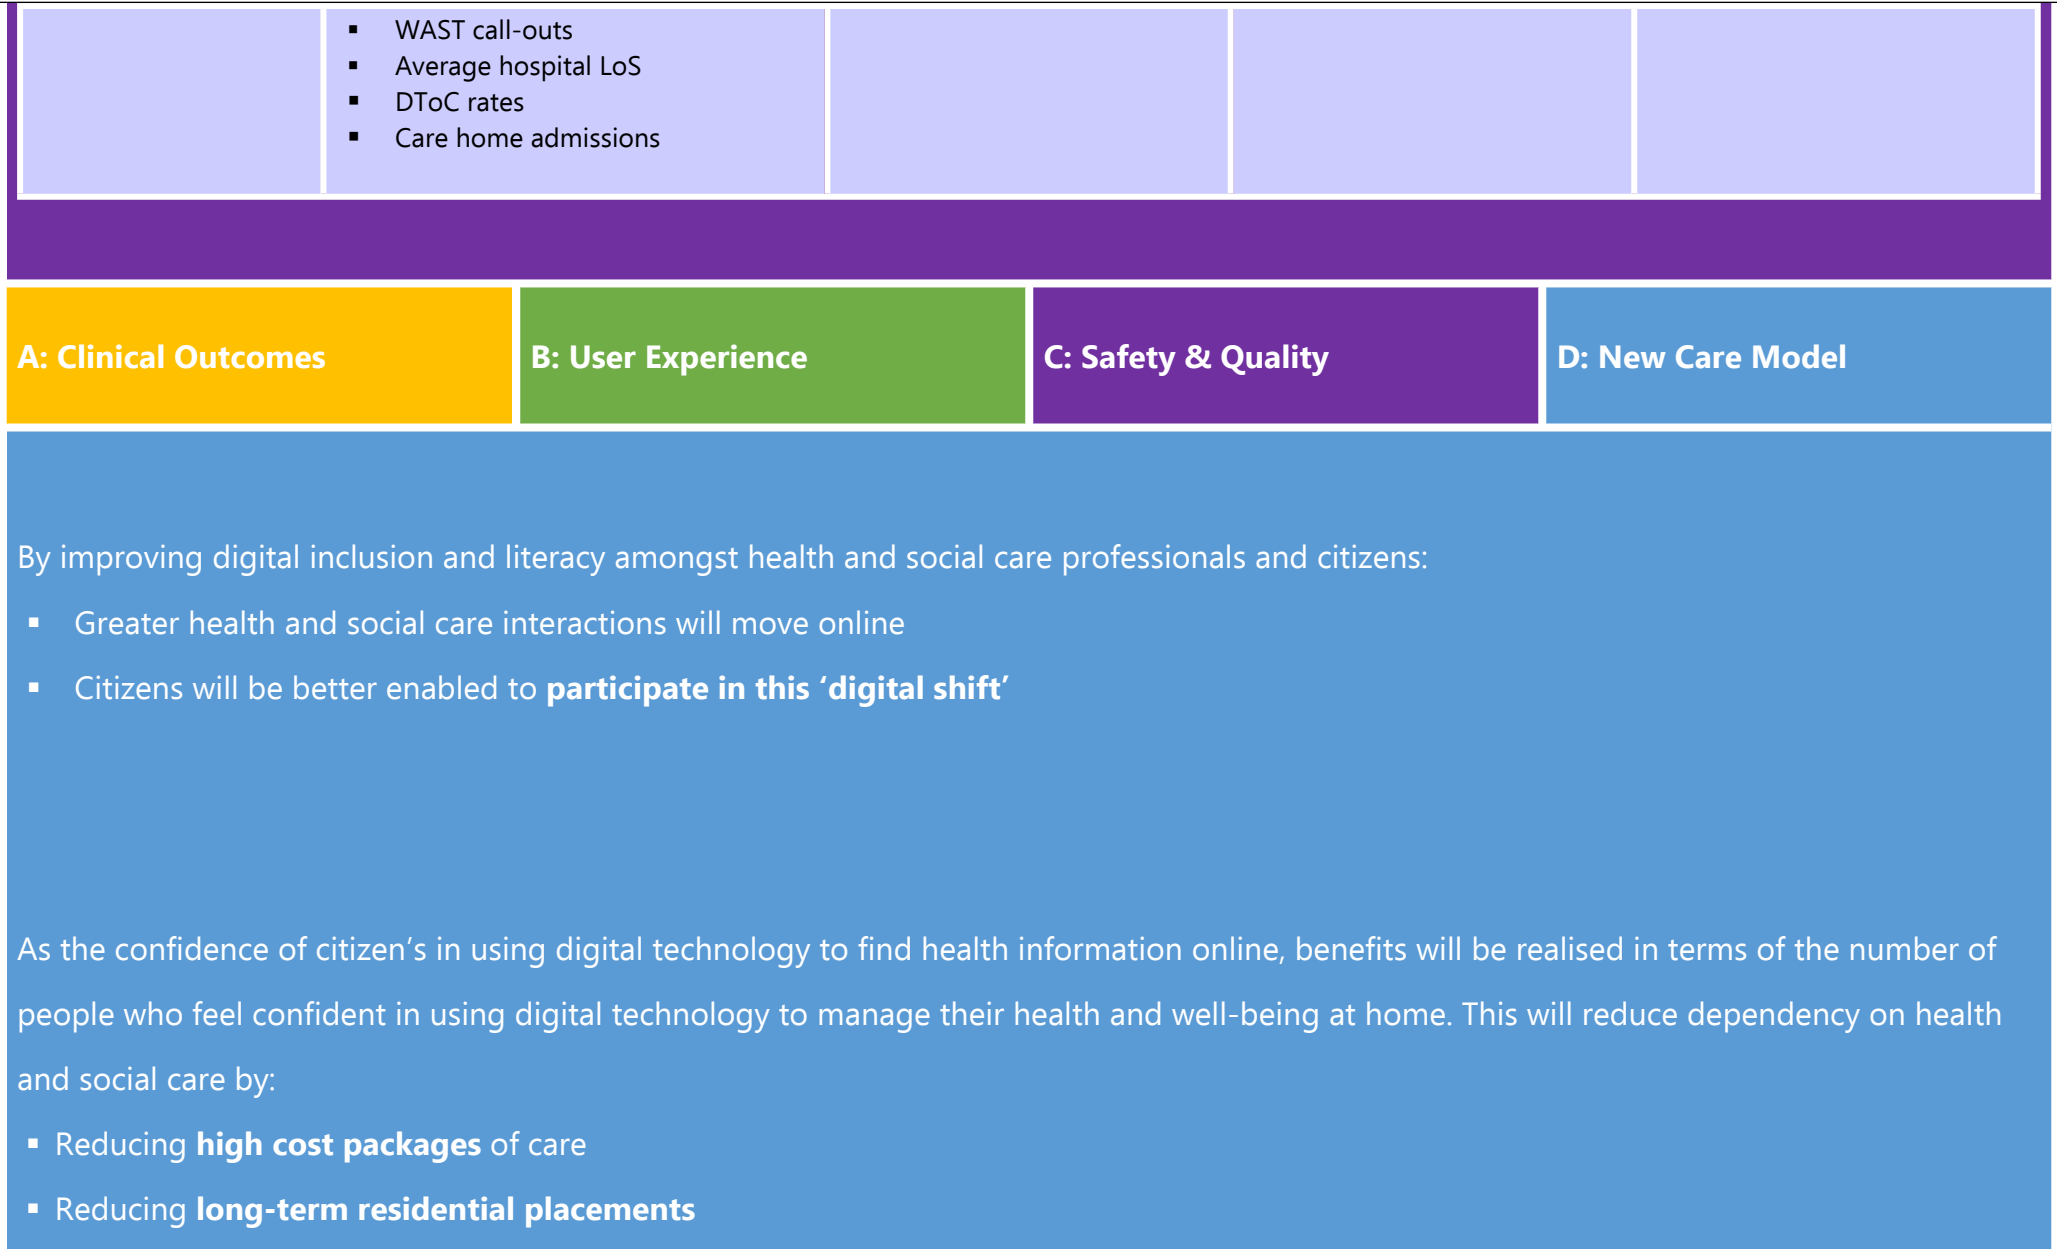 ▪ WAST call-outs
▪ Average hospital LoS
▪ DToC rates
▪ Care home admissions
A: Clinical Outcomes
B: User Experience
C: Safety & Quality
D: New Care Model
By improving digital inclusion and literacy amongst health and social care professionals and citizens:
▪ Greater health and social care interactions will move online
▪ Citizens will be better enabled to participate in this ‘digital shift’
As the confidence of citizen’s in using digital technology to find health information online, benefits will be realised in terms of the number of
people who feel confident in using digital technology to manage their health and well-being at home. This will reduce dependency on health
and social care by:
▪ Reducing high cost packages of care
▪ Reducing long-term residential placements